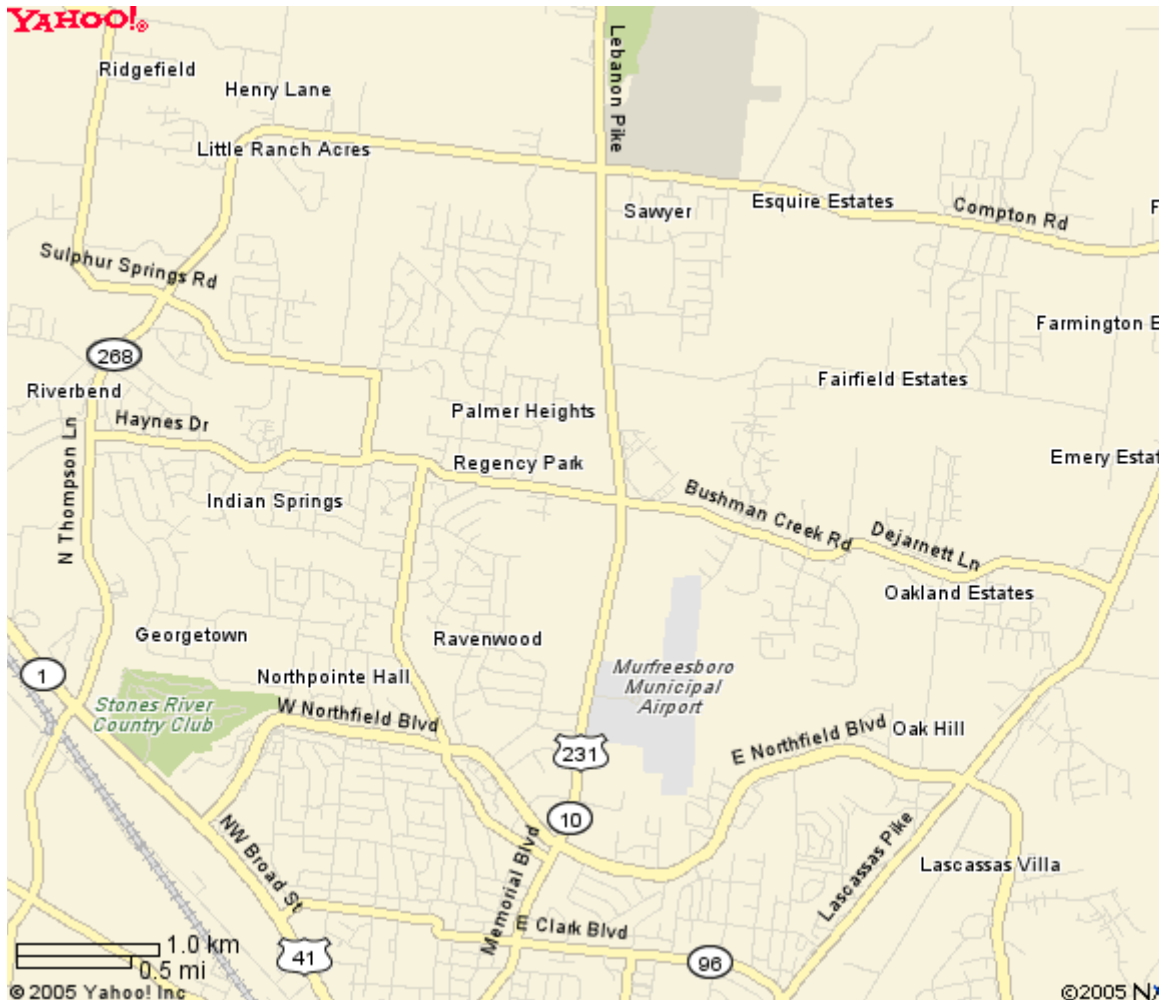 YAHOO!®
Ridgefield
Henry Lane
Lebanon Pike
Little Ranch Acres
Sawyer
Esquire Estates
Compton Rd
F
Sulphur Springs Rd
268
Farmington E
Riverbend
Fairfield Estates
Haynes Dr
Palmer Heights
N Thompson Ln
Regency Park
Emery Estat
Indian Springs
Bushman Creek Rd
Dejarnett Ln
Oakland Estates
Georgetown
Ravenwood
1
Northpointe Hall
Murfreesboro
Municipal
Airport
Stones River
Country Club
W Northfield Blvd
E Northfield Blvd
Oak Hill
231
10
NW Broad St
Memorial Blvd
Lascassas Pike
Lascassas Villa
E Clark Blvd
41
96
1.0 km
0.5 mi
© 2005 Yahoo! Inc
©2005 N